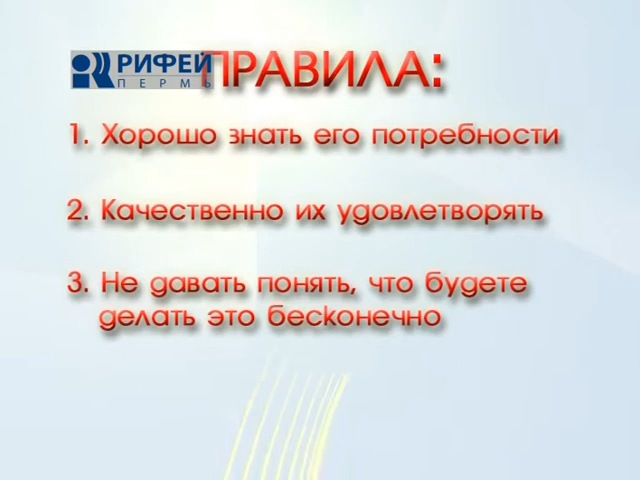 РИФЕЙ
ПЕРМЬ
ПРАВИЛА:
1. Хорошо знать его потребности
2. Качественно их удовлетворять
3. Не давать понять, что будете
делать это бесконечно